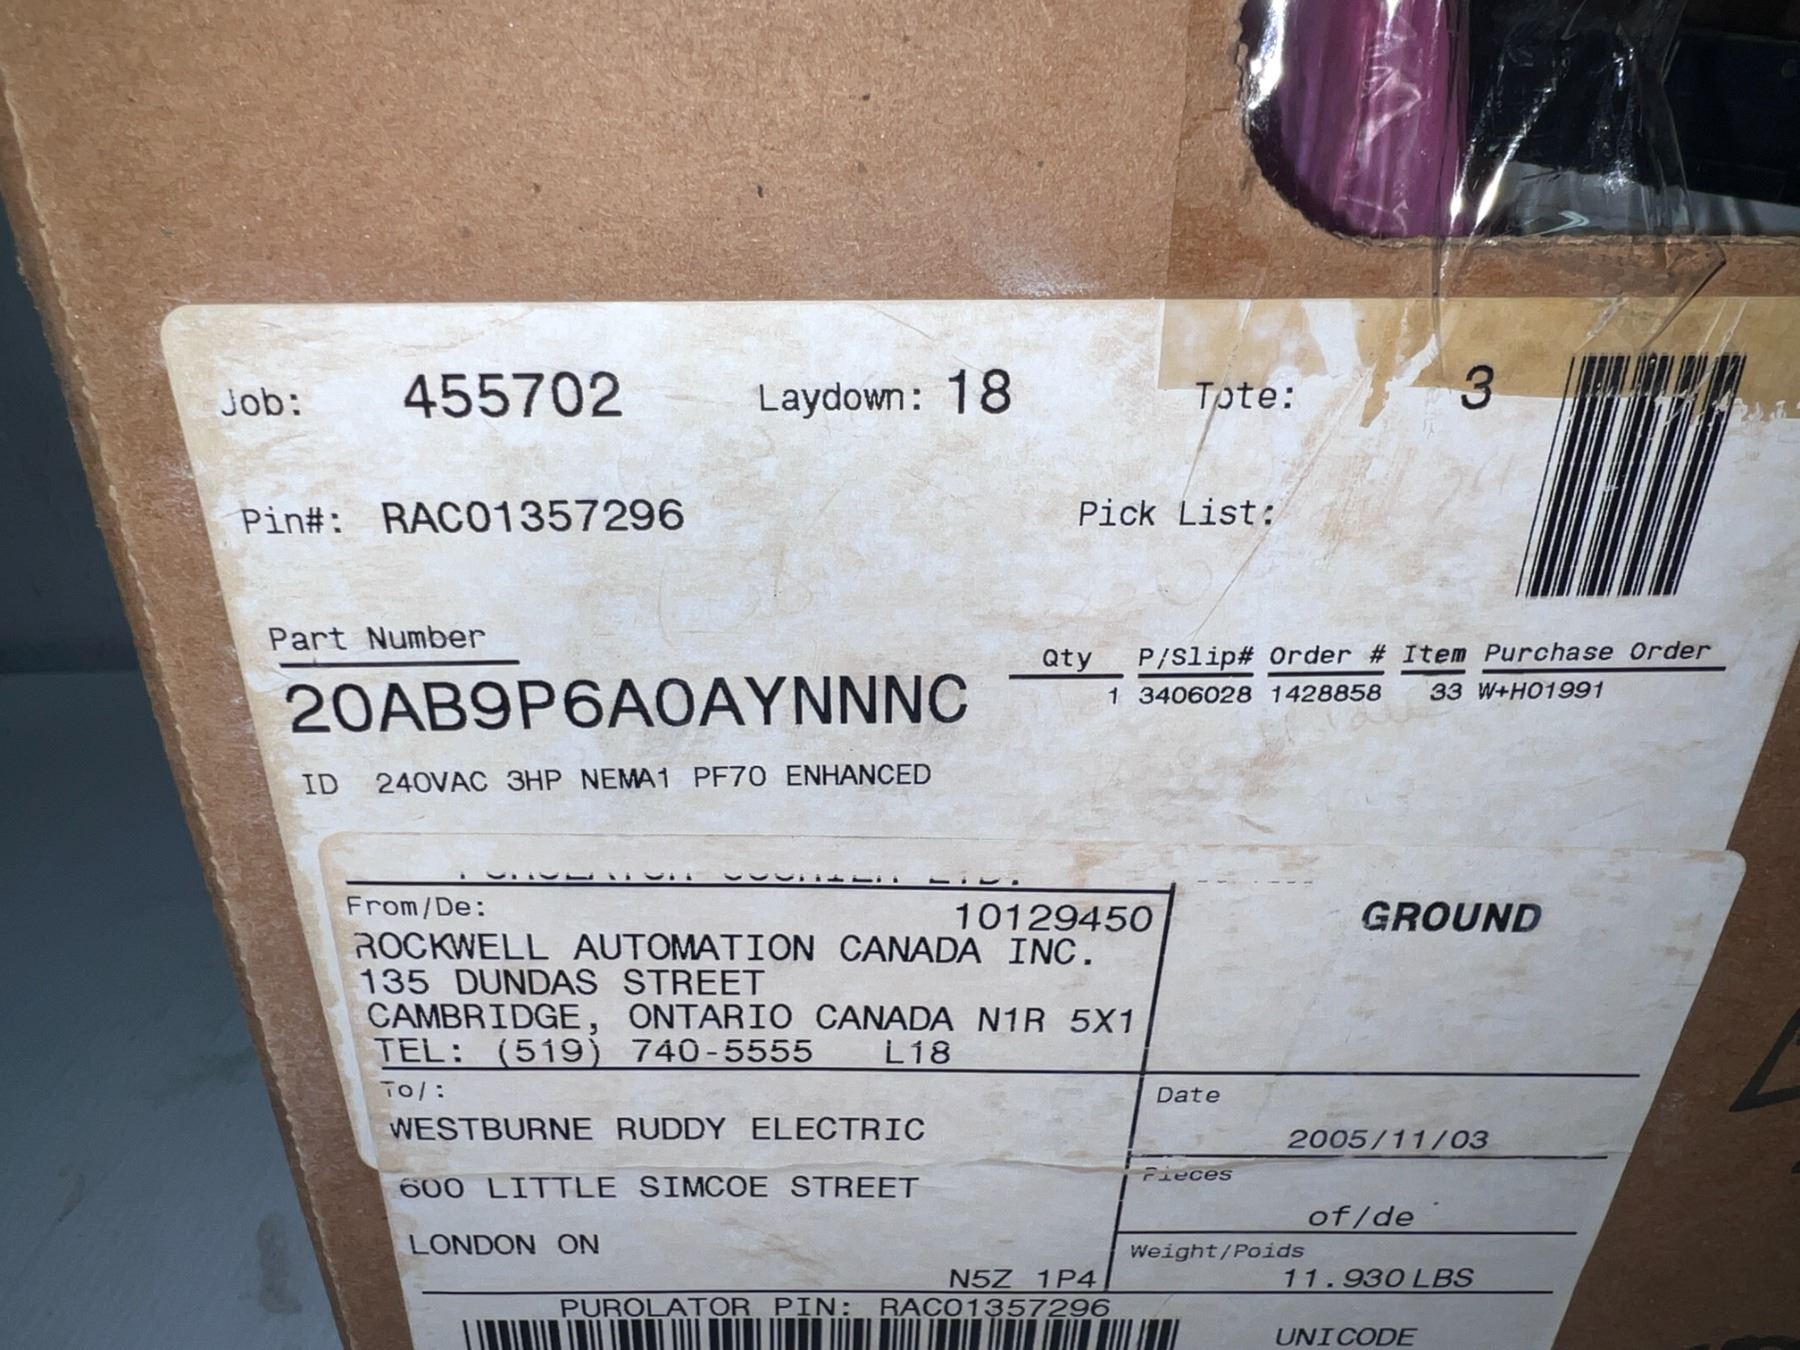 Job: 455702 Laydown: 18 Tote: 3
Pin#: RAC01357296 Pick List:
Part Number Qty P/Slip# Order # Item Purchase Order
20AB9P6A0AYNNNC 1 3406028 1428858 33 W+H01991
ID 240VAC 3HP NEMA1 PF70 ENHANCED
From/De: 10129450 GROUND
ROCKWELL AUTOMATION CANADA INC.
135 DUNDAS STREET
CAMBRIDGE, ONTARIO CANADA N1R 5X1
TEL: (519) 740-5555 L18
To/: Date
WESTBURNE RUDDY ELECTRIC 2005/11/03
Pieces
600 LITTLE SIMCOE STREET of/de
LONDON ON Weight/Poids
N5Z 1P4 11.930 LBS
PUROLATOR PIN: RAC01357296
UNICODE